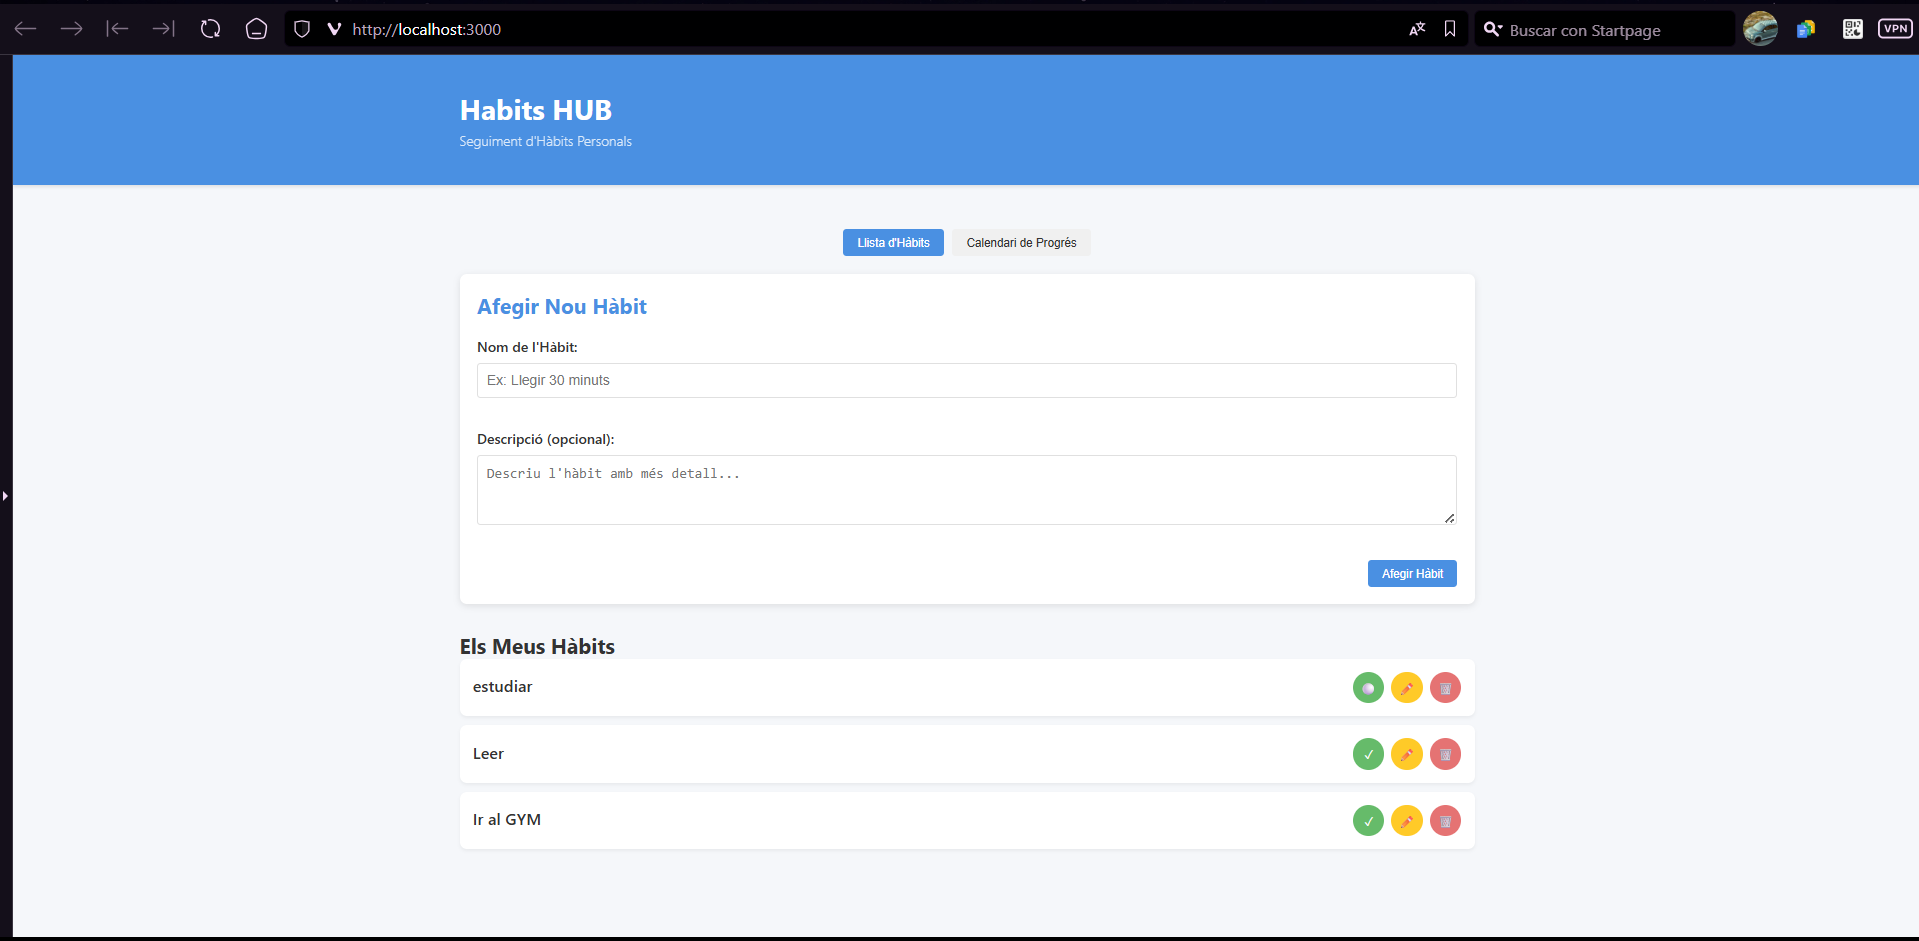 http://localhost:3000
Buscar con Startpage
VPN
Habits HUB
Seguiment d'Hàbits Personals
Llista d'Hàbits
Calendari de Progrés
Afegir Nou Hàbit
Nom de l'Hàbit:
Ex: Llegir 30 minuts
Descripció (opcional):
Descriu l'hàbit amb més detall...
Afegir Hàbit
Els Meus Hàbits
estudiar
Leer
Ir al GYM